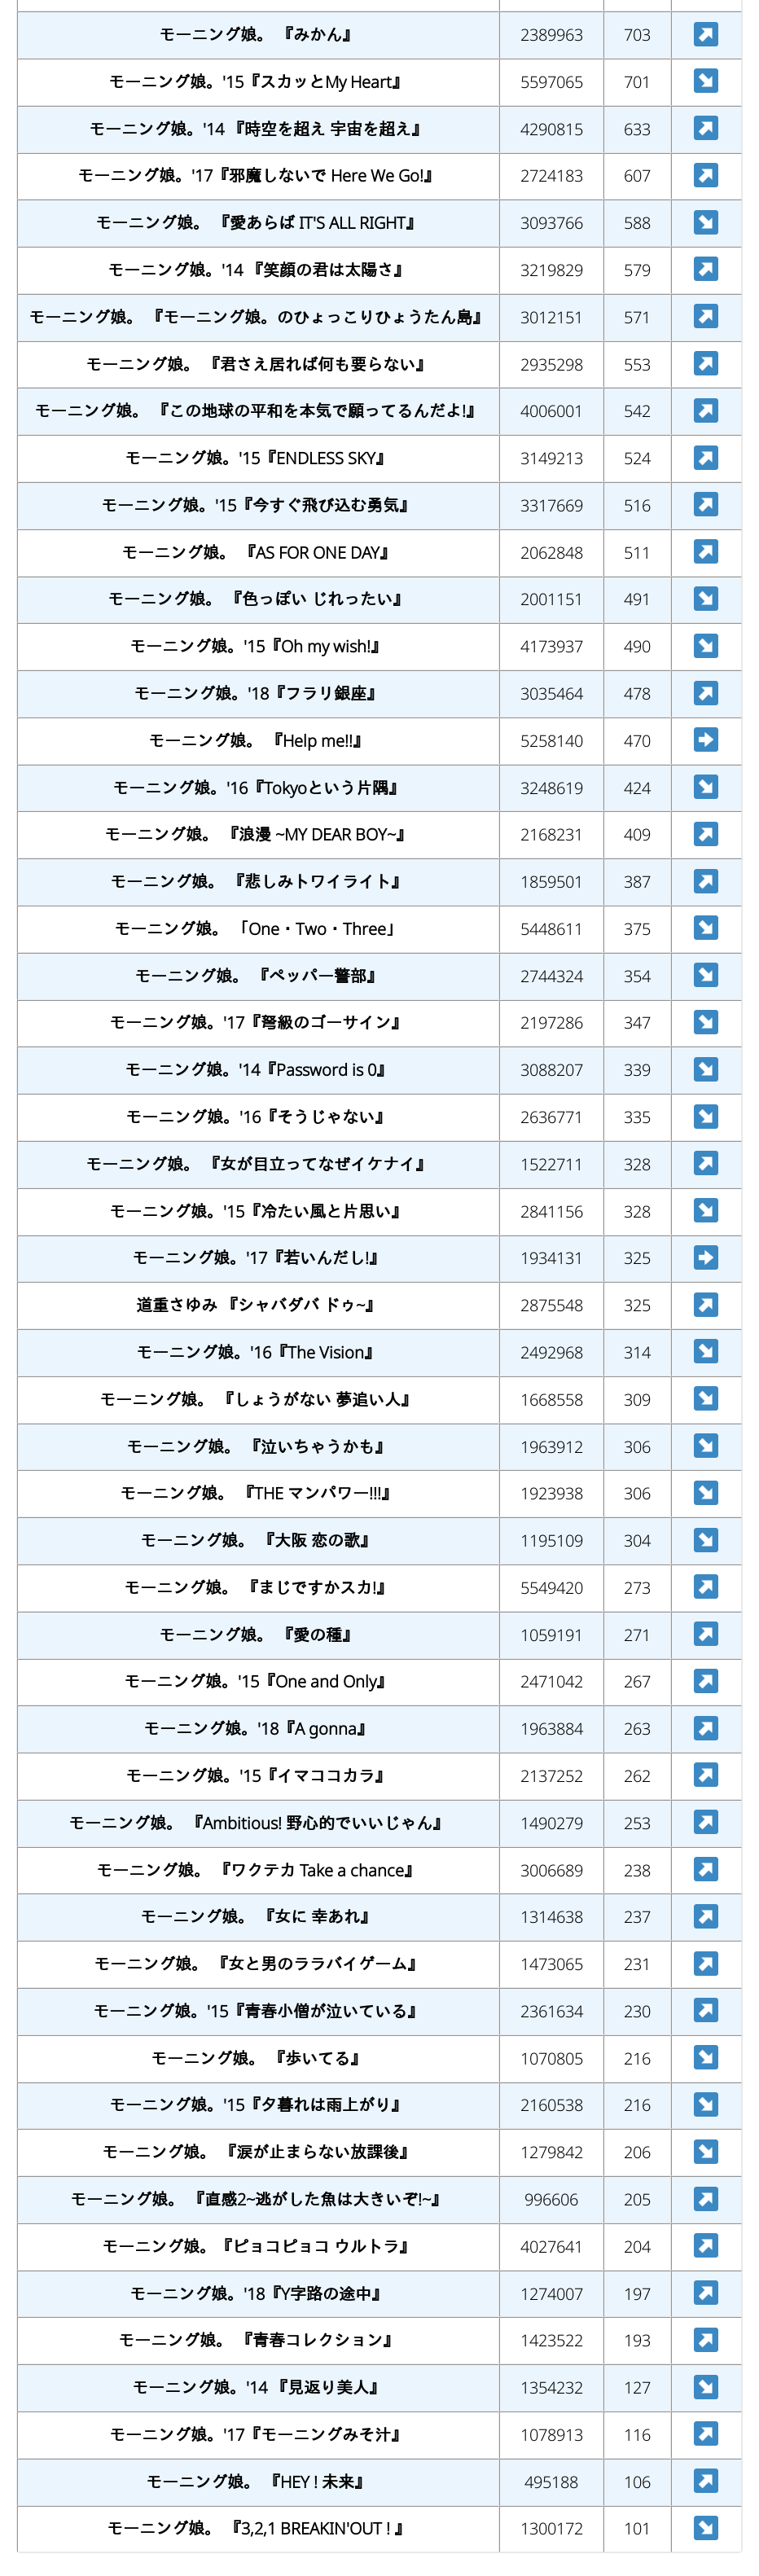 モーニング娘。 『みかん』 2389963 703 ↗
モーニング娘。'15『スカッとMy Heart』 5597065 701 ↘
モーニング娘。'14 『時空を超え 宇宙を超え』 4290815 633 ↗
モーニング娘。'17『邪魔しないで Here We Go!』 2724183 607 ↗
モーニング娘。 『愛あらば IT'S ALL RIGHT』 3093766 588 ↘
モーニング娘。'14 『笑顔の君は太陽さ』 3219829 579 ↗
モーニング娘。 『モーニング娘。のひょっこりひょうたん島』 3012151 571 ↗
モーニング娘。 『君さえ居れば何も要らない』 2935298 553 ↗
モーニング娘。 『この地球の平和を本気で願ってるんだよ!』 4006001 542 ↗
モーニング娘。'15『ENDLESS SKY』 3149213 524 ↗
モーニング娘。'15『今すぐ飛び込む勇気』 3317669 516 ↗
モーニング娘。 『AS FOR ONE DAY』 2062848 511 ↗
モーニング娘。 『色っぽい じれったい』 2001151 491 ↘
モーニング娘。'15『Oh my wish!』 4173937 490 ↘
モーニング娘。'18『フラリ銀座』 3035464 478 ↗
モーニング娘。 『Help me!!』 5258140 470 ➡
モーニング娘。'16『Tokyoという片隅』 3248619 424 ↘
モーニング娘。 『浪漫 ~MY DEAR BOY~』 2168231 409 ↗
モーニング娘。 『悲しみトワイライト』 1859501 387 ↗
モーニング娘。 「One・Two・Three」 5448611 375 ↘
モーニング娘。 『ペッパー警部』 2744324 354 ↘
モーニング娘。'17『弩級のゴーサイン』 2197286 347 ↘
モーニング娘。'14『Password is 0』 3088207 339 ↘
モーニング娘。'16『そうじゃない』 2636771 335 ↘
モーニング娘。 『女が目立ってなぜイケナイ』 1522711 328 ↗
モーニング娘。'15『冷たい風と片思い』 2841156 328 ↘
モーニング娘。'17『若いんだし!』 1934131 325 ➡
道重さゆみ 『シャバダバ ドゥ~』 2875548 325 ↗
モーニング娘。'16『The Vision』 2492968 314 ↘
モーニング娘。 『しょうがない 夢追い人』 1668558 309 ↘
モーニング娘。 『泣いちゃうかも』 1963912 306 ↘
モーニング娘。 『THE マンパワー!!!』 1923938 306 ↘
モーニング娘。 『大阪 恋の歌』 1195109 304 ↘
モーニング娘。 『まじですかスカ!』 5549420 273 ↗
モーニング娘。 『愛の種』 1059191 271 ↗
モーニング娘。'15『One and Only』 2471042 267 ↗
モーニング娘。'18『A gonna』 1963884 263 ↗
モーニング娘。'15『イマココカラ』 2137252 262 ↗
モーニング娘。 『Ambitious! 野心的でいいじゃん』 1490279 253 ↗
モーニング娘。 『ワクテカ Take a chance』 3006689 238 ↗
モーニング娘。 『女に 幸あれ』 1314638 237 ↗
モーニング娘。 『女と男のララバイゲーム』 1473065 231 ↗
モーニング娘。'15『青春小僧が泣いている』 2361634 230 ↗
モーニング娘。 『歩いてる』 1070805 216 ↘
モーニング娘。'15『夕暮れは雨上がり』 2160538 216 ↘
モーニング娘。 『涙が止まらない放課後』 1279842 206 ↘
モーニング娘。 『直感2~逃がした魚は大きいぞ!~』 996606 205 ↗
モーニング娘。『ピョコピョコ ウルトラ』 4027641 204 ↗
モーニング娘。'18『Y字路の途中』 1274007 197 ↗
モーニング娘。 『青春コレクション』 1423522 193 ↗
モーニング娘。'14 『見返り美人』 1354232 127 ↘
モーニング娘。'17『モーニングみそ汁』 1078913 116 ↗
モーニング娘。 『HEY ! 未来』 495188 106 ↗
モーニング娘。 『3,2,1 BREAKIN'OUT ! 』 1300172 101 ↘